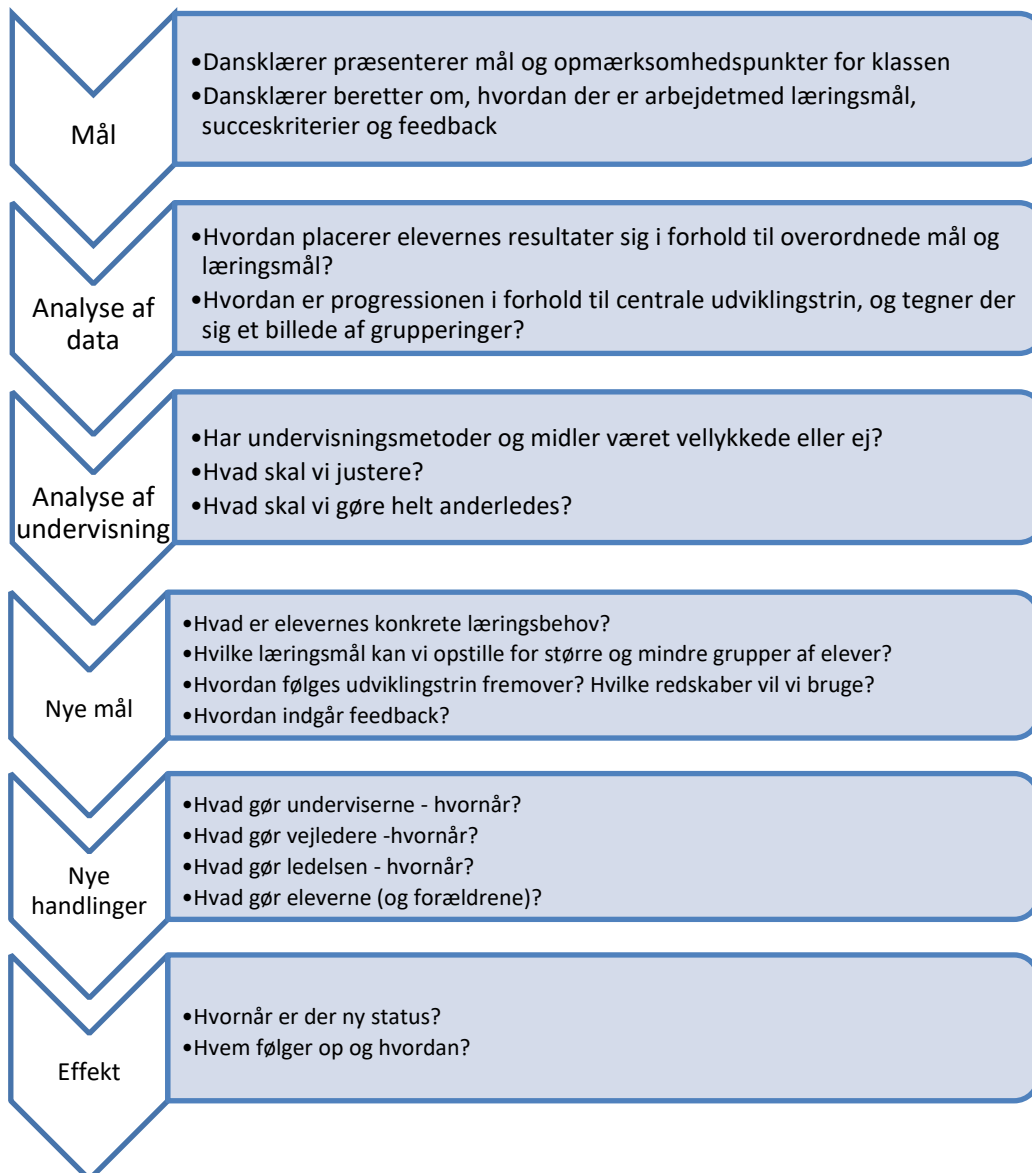 Mål
•Dansklærer præsenterer mål og opmærksomhedspunkter for klassen
•Dansklærer beretter om, hvordan der er arbejdetmed læringsmål,
succeskriterier og feedback
Analyse af
data
•Hvordan placerer elevernes resultater sig i forhold til overordnede mål og
læringsmål?
•Hvordan er progressionen i forhold til centrale udviklingstrin, og tegner der
sig et billede af grupperinger?
Analyse af
undervisning
•Har undervisningsmetoder og midler været vellykkede eller ej?
•Hvad skal vi justere?
•Hvad skal vi gøre helt anderledes?
Nye mål
•Hvad er elevernes konkrete læringsbehov?
•Hvilke læringsmål kan vi opstille for større og mindre grupper af elever?
•Hvordan følges udviklingstrin fremover? Hvilke redskaber vil vi bruge?
•Hvordan indgår feedback?
Nye
handlinger
•Hvad gør underviserne - hvornår?
•Hvad gør vejledere -hvornår?
•Hvad gør ledelsen - hvornår?
•Hvad gør eleverne (og forældrene)?
Effekt
•Hvornår er der ny status?
•Hvem følger op og hvordan?